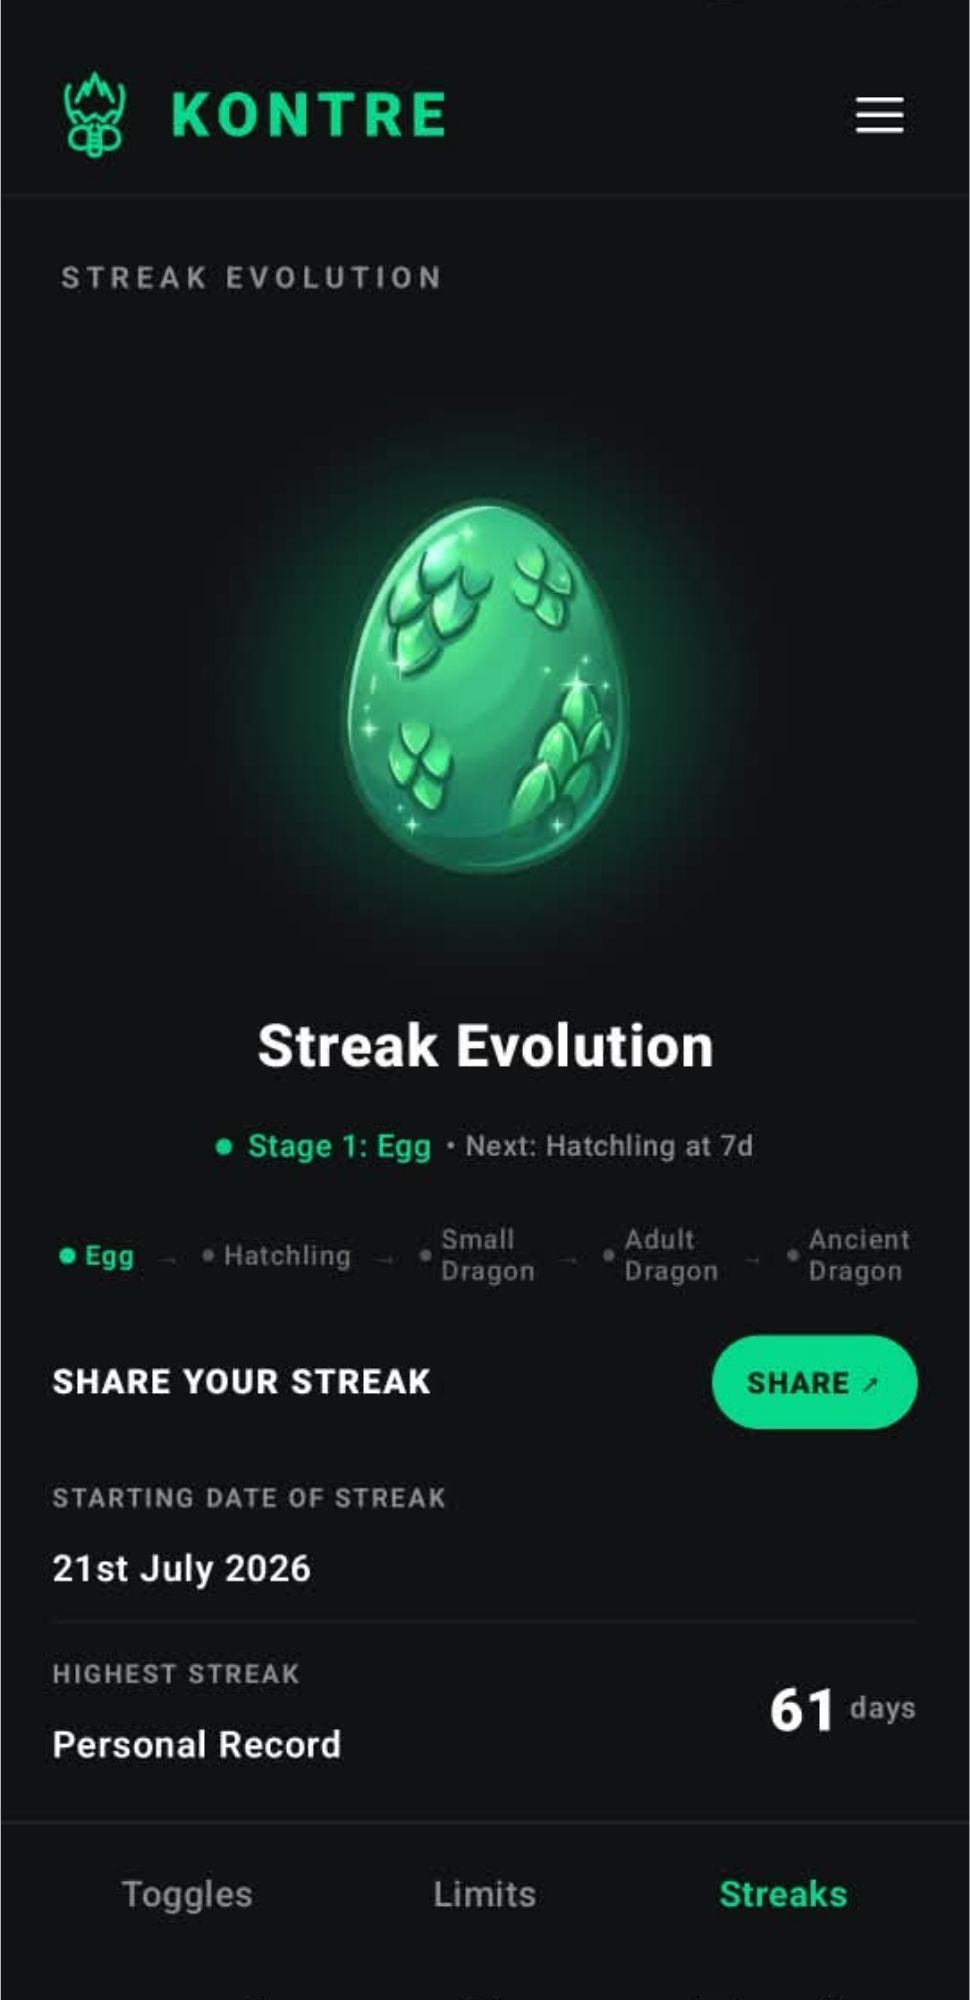 KONTRE
STREAK EVOLUTION
Streak Evolution
Stage 1: Egg • Next: Hatchling at 7d
Egg → Hatchling → Small Dragon → Adult Dragon → Ancient Dragon
SHARE YOUR STREAK
SHARE ↗
STARTING DATE OF STREAK
21st July 2026
HIGHEST STREAK
61 days
Personal Record
Toggles Limits Streaks